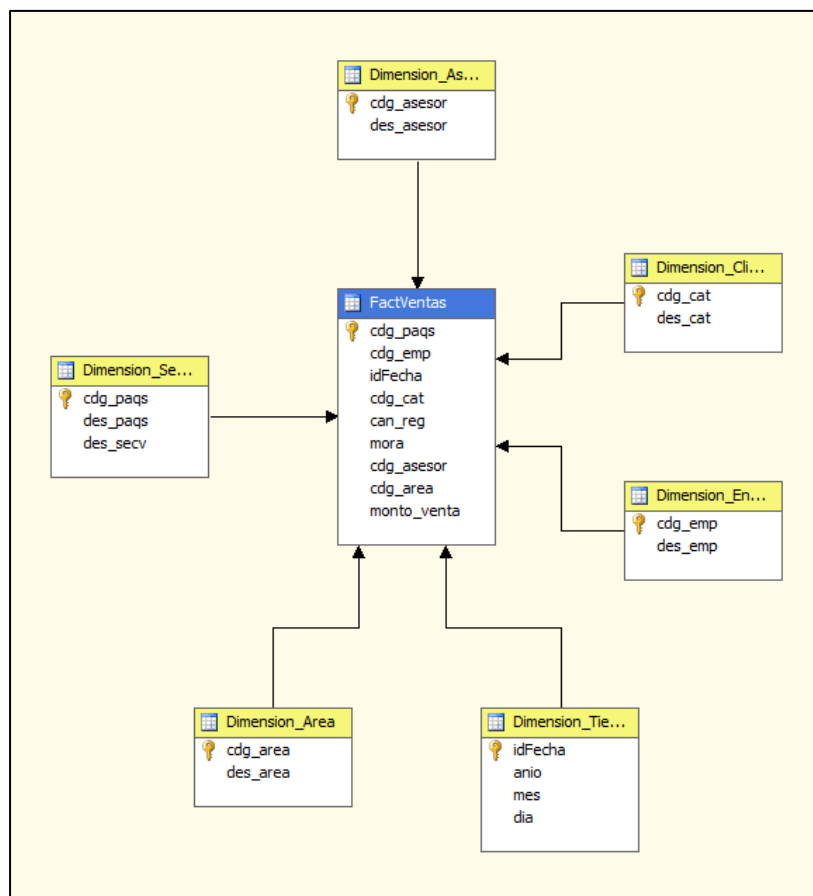 Dimension_As...
cdg_asesor
des_asesor
Dimension_Cli...
cdg_cat
des_cat
FactVentas
cdg_paqs
cdg_emp
idFecha
cdg_cat
can_reg
mora
cdg_asesor
cdg_area
monto_venta
Dimension_Se...
cdg_paqs
des_paqs
des_secv
Dimension_En...
cdg_emp
des_emp
Dimension_Area
cdg_area
des_area
Dimension_Tie...
idFecha
anio
mes
dia